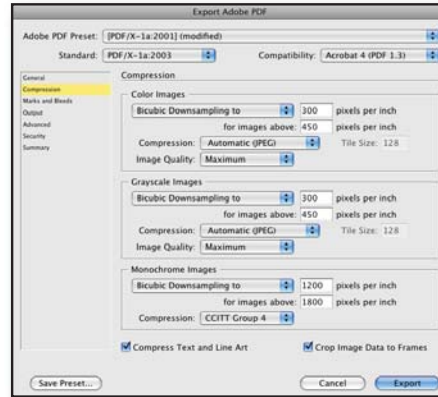 Export Adobe PDF
Adobe PDF Preset: [PDF/X-1a:2001] (modified)
Standard: PDF/X-1a:2003 Compatibility: Acrobat 4 (PDF 1.3)
General
Compression
Marks and Bleeds
Output
Advanced
Security
Summary
Compression
Color Images
Bicubic Downsampling to 300 pixels per inch
for images above: 450 pixels per inch
Compression: Automatic (JPEG) Tile Size: 128
Image Quality: Maximum
Grayscale Images
Bicubic Downsampling to 300 pixels per inch
for images above: 450 pixels per inch
Compression: Automatic (JPEG) Tile Size: 128
Image Quality: Maximum
Monochrome Images
Bicubic Downsampling to 1200 pixels per inch
for images above: 1800 pixels per inch
Compression: CCITT Group 4
Compress Text and Line Art Crop Image Data to Frames
Save Preset... Cancel Export